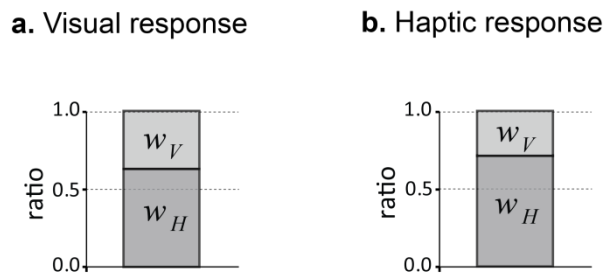 a. Visual response
b. Haptic response
1.0
0.5
0.0
ratio
w_V
w_H
1.0
0.5
0.0
ratio
w_V
w_H